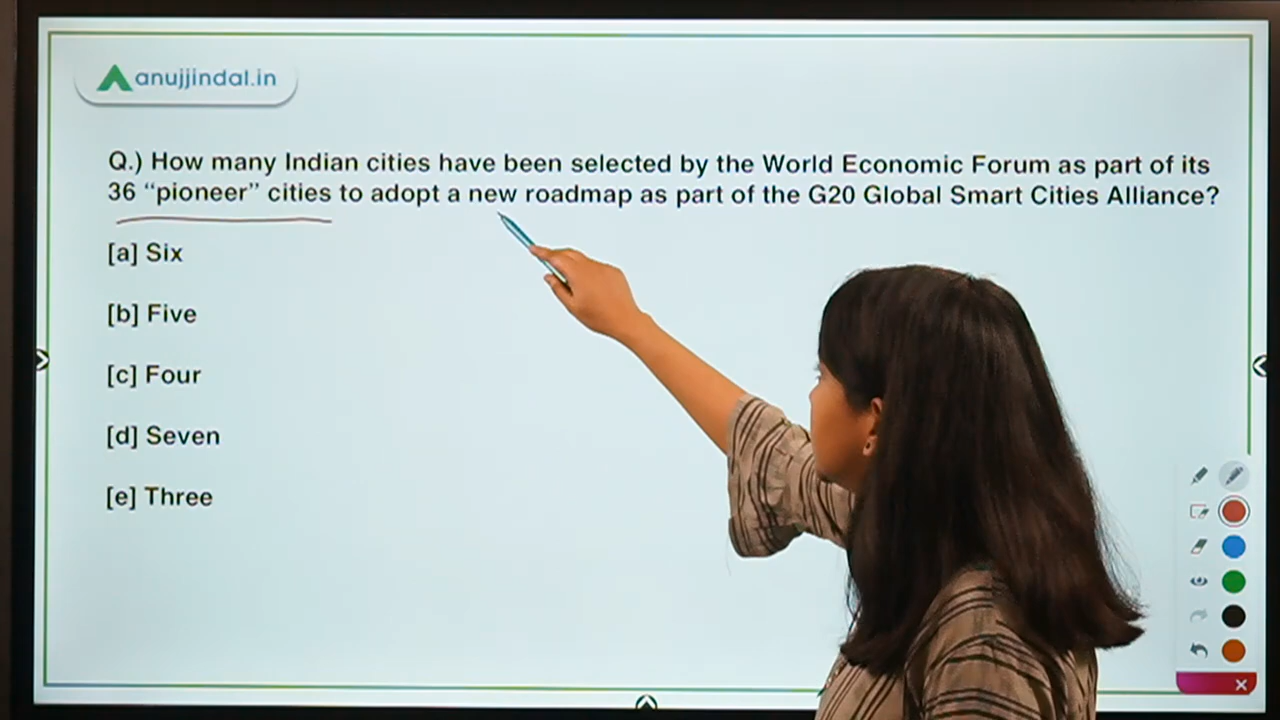 anujjindal.in
Q.) How many Indian cities have been selected by the World Economic Forum as part of its
36 “pioneer” cities to adopt a new roadmap as part of the G20 Global Smart Cities Alliance?
[a] Six
[b] Five
[c] Four
[d] Seven
[e] Three